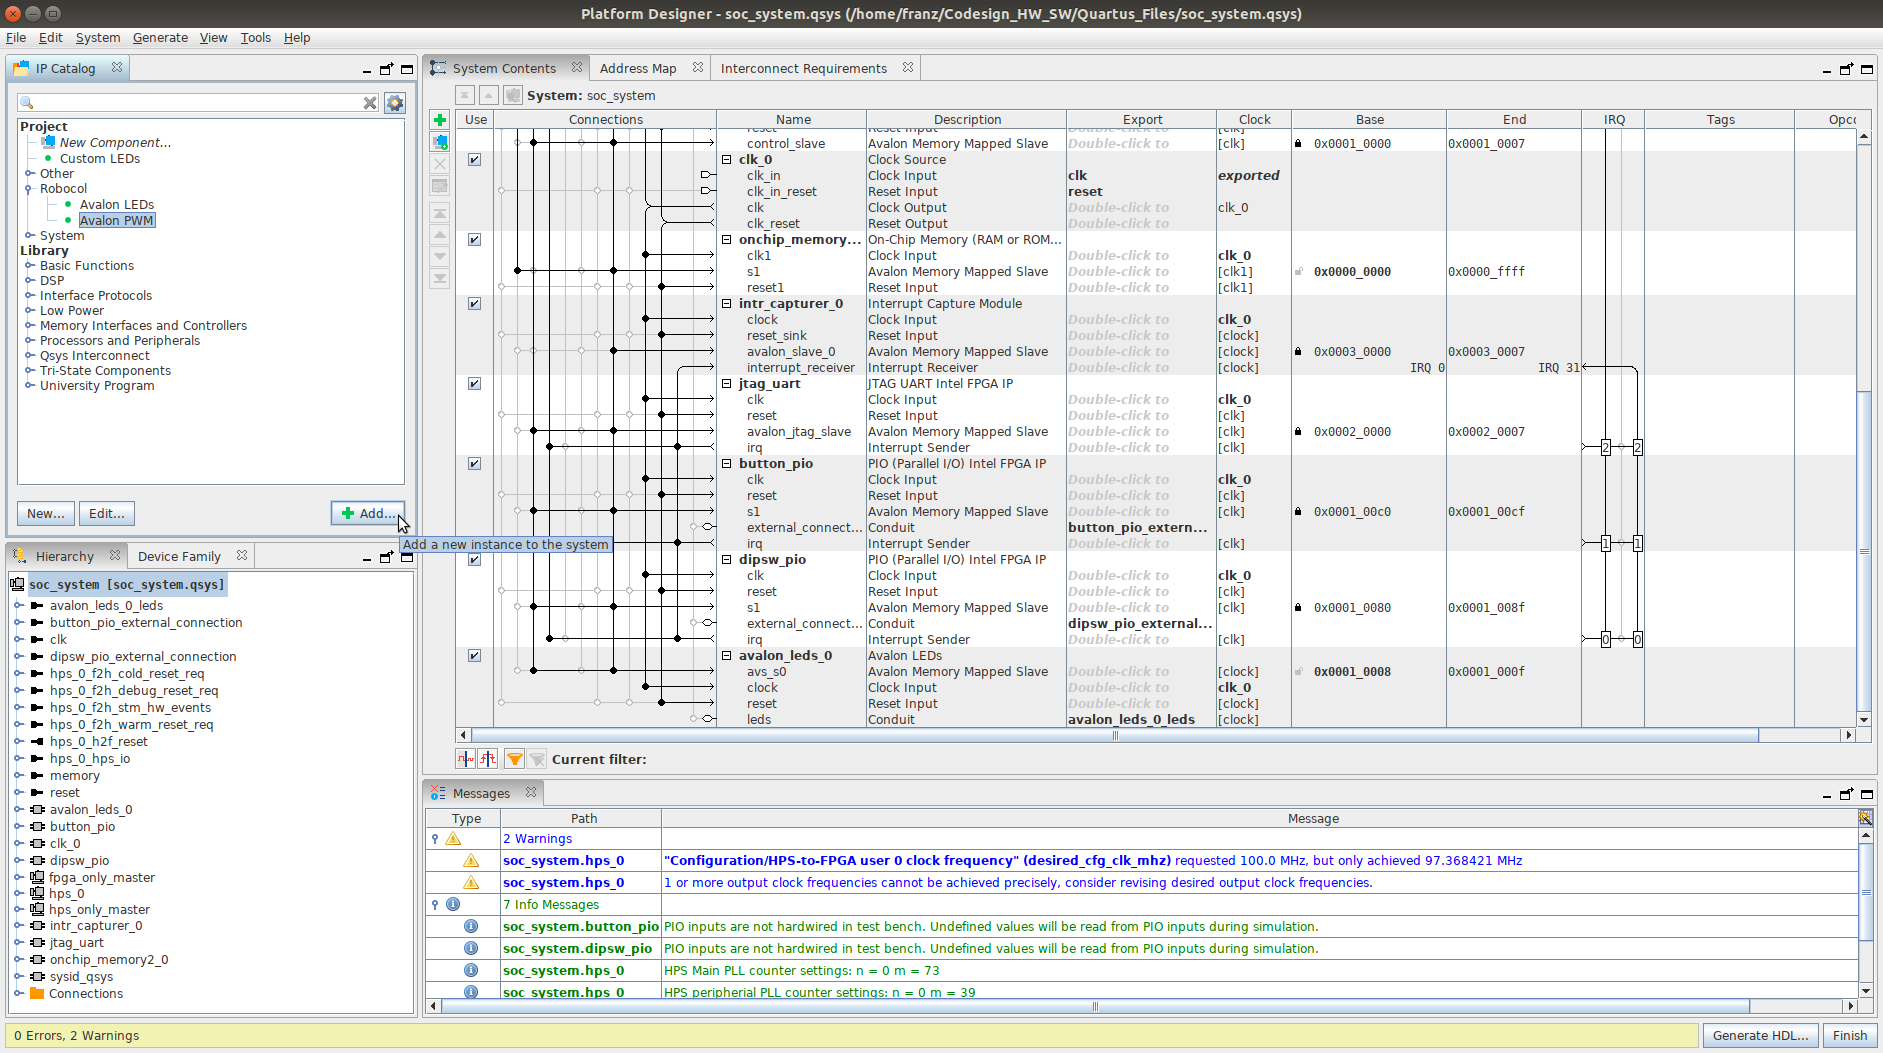 Platform Designer - soc_system.qsys (/home/franz/Codesign_HW_SW/Quartus_Files/soc_system.qsys)
File Edit System Generate View Tools Help
IP Catalog
Project
New Component...
Custom LEDs
Other
Robocol
Avalon LEDs
Avalon PWM
System
Library
Basic Functions
DSP
Interface Protocols
Low Power
Memory Interfaces and Controllers
Processors and Peripherals
Qsys Interconnect
Tri-State Components
University Program
New... Edit... Add...
Add a new instance to the system
Hierarchy Device Family
soc_system [soc_system.qsys]
avalon_leds_0_leds
button_pio_external_connection
clk
dipsw_pio_external_connection
hps_0_f2h_cold_reset_req
hps_0_f2h_debug_reset_req
hps_0_f2h_stm_hw_events
hps_0_f2h_warm_reset_req
hps_0_h2f_reset
hps_0_hps_io
memory
reset
avalon_leds_0
button_pio
clk_0
dipsw_pio
fpga_only_master
hps_0
hps_only_master
intr_capturer_0
jtag_uart
onchip_memory2_0
sysid_qsys
Connections
System Contents Address Map Interconnect Requirements
System: soc_system
Use Connections Name Description Export Clock Base End IRQ Tags Opcc
reset Reset Input Double-click to [clk]
control_slave Avalon Memory Mapped Slave Double-click to [clk] 0x0001_0000 0x0001_0007
clk_0 Clock Source
clk_in Clock Input clk exported
clk_in_reset Reset Input reset
clk Clock Output Double-click to clk_0
clk_reset Reset Output Double-click to
onchip_memory... On-Chip Memory (RAM or ROM...
clk1 Clock Input Double-click to clk_0
s1 Avalon Memory Mapped Slave Double-click to [clk1] 0x0000_0000 0x0000_ffff
reset1 Reset Input Double-click to [clk1]
intr_capturer_0 Interrupt Capture Module
clock Clock Input Double-click to clk_0
reset_sink Reset Input Double-click to [clock]
avalon_slave_0 Avalon Memory Mapped Slave Double-click to [clock] 0x0003_0000 0x0003_0007
interrupt_receiver Interrupt Receiver Double-click to [clock] IRQ 0 IRQ 31
jtag_uart JTAG UART Intel FPGA IP
clk Clock Input Double-click to clk_0
reset Reset Input Double-click to [clk]
avalon_jtag_slave Avalon Memory Mapped Slave Double-click to [clk] 0x0002_0000 0x0002_0007
irq Interrupt Sender Double-click to [clk] 2 2
button_pio PIO (Parallel I/O) Intel FPGA IP
clk Clock Input Double-click to clk_0
reset Reset Input Double-click to [clk]
s1 Avalon Memory Mapped Slave Double-click to [clk] 0x0001_00c0 0x0001_00cf
external_connect... Conduit button_pio_extern...
irq Interrupt Sender Double-click to [clk] 1 1
dipsw_pio PIO (Parallel I/O) Intel FPGA IP
clk Clock Input Double-click to clk_0
reset Reset Input Double-click to [clk]
s1 Avalon Memory Mapped Slave Double-click to [clk] 0x0001_0080 0x0001_008f
external_connect... Conduit dipsw_pio_external...
irq Interrupt Sender Double-click to [clk] 0 0
avalon_leds_0 Avalon LEDs
avs_s0 Avalon Memory Mapped Slave Double-click to [clock] 0x0001_0008 0x0001_000f
clock Clock Input Double-click to clk_0
reset Reset Input Double-click to [clock]
leds Conduit avalon_leds_0_leds [clock]
Current filter:
Messages
Type Path Message
2 Warnings
soc_system.hps_0 "Configuration/HPS-to-FPGA user 0 clock frequency" (desired_cfg_clk_mhz) requested 100.0 MHz, but only achieved 97.368421 MHz
soc_system.hps_0 1 or more output clock frequencies cannot be achieved precisely, consider revising desired output clock frequencies.
7 Info Messages
soc_system.button_pio PIO inputs are not hardwired in test bench. Undefined values will be read from PIO inputs during simulation.
soc_system.dipsw_pio PIO inputs are not hardwired in test bench. Undefined values will be read from PIO inputs during simulation.
soc_system.hps_0 HPS Main PLL counter settings: n = 0 m = 73
soc_system.hps_0 HPS peripherial PLL counter settings: n = 0 m = 39
0 Errors, 2 Warnings
Generate HDL... Finish